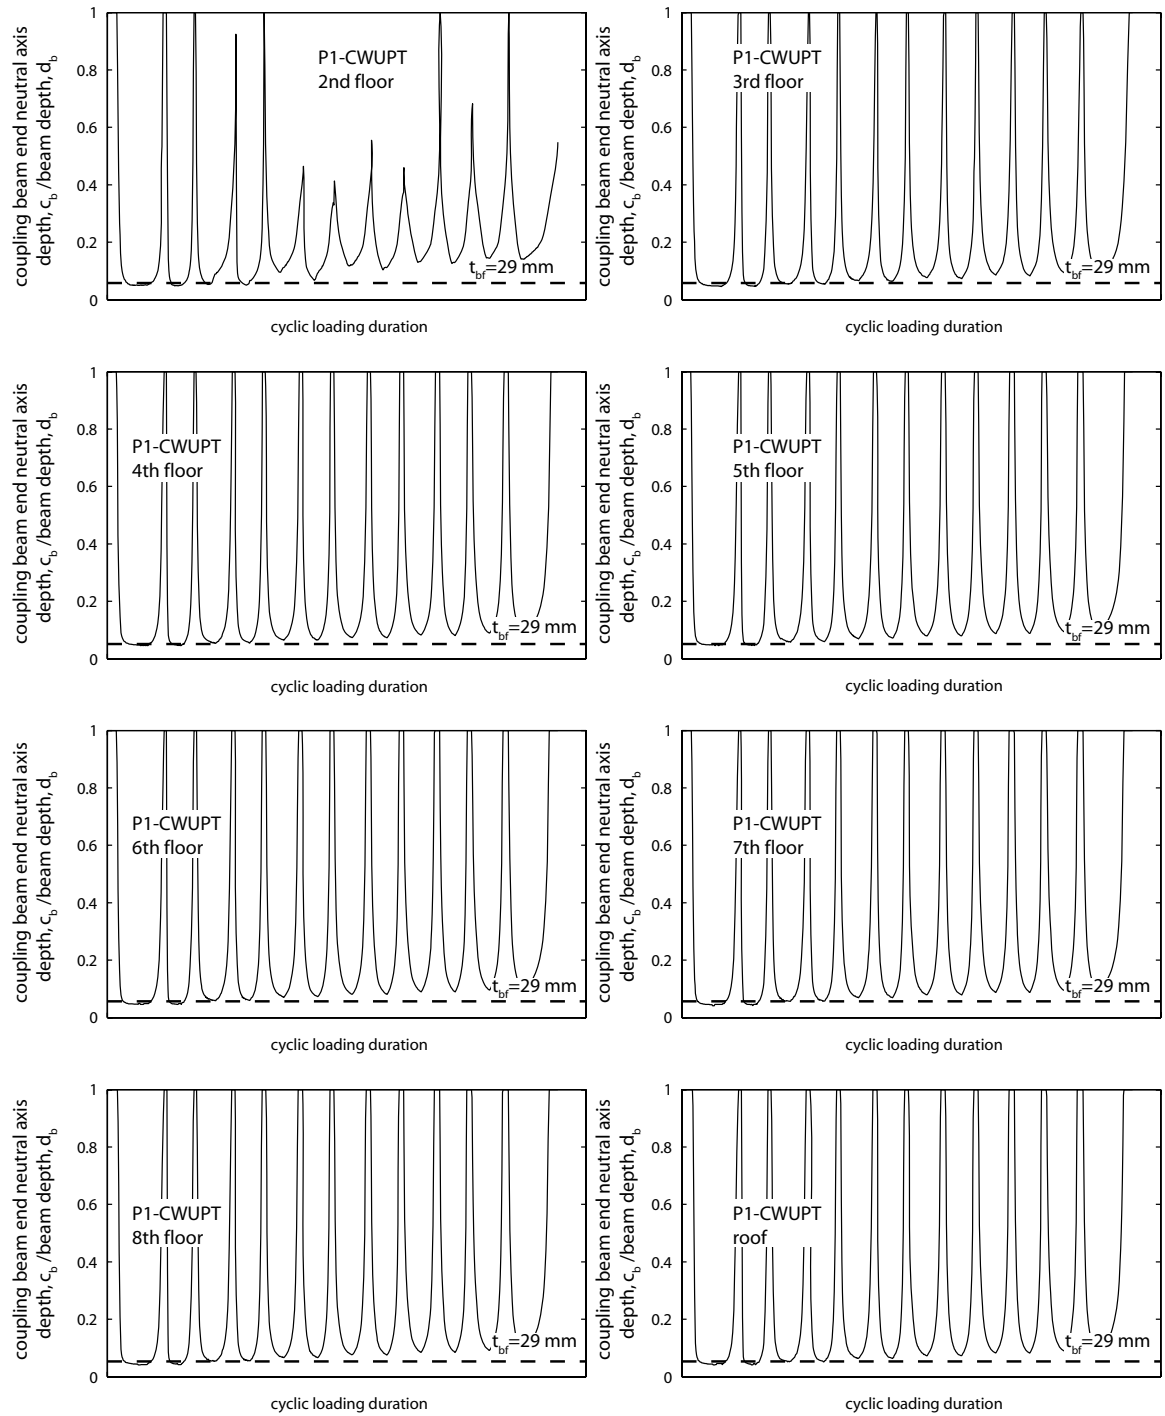 coupling beam end neutral axis
depth, c_b /beam depth, d_b
1
0.8
0.6
0.4
0.2
0
P1-CWUPT
2nd floor
t_bf=29 mm
cyclic loading duration
coupling beam end neutral axis
depth, c_b /beam depth, d_b
1
0.8
0.6
0.4
0.2
0
P1-CWUPT
3rd floor
t_bf=29 mm
cyclic loading duration
coupling beam end neutral axis
depth, c_b /beam depth, d_b
1
0.8
0.6
0.4
0.2
0
P1-CWUPT
4th floor
t_bf=29 mm
cyclic loading duration
coupling beam end neutral axis
depth, c_b /beam depth, d_b
1
0.8
0.6
0.4
0.2
0
P1-CWUPT
5th floor
t_bf=29 mm
cyclic loading duration
coupling beam end neutral axis
depth, c_b /beam depth, d_b
1
0.8
0.6
0.4
0.2
0
P1-CWUPT
6th floor
t_bf=29 mm
cyclic loading duration
coupling beam end neutral axis
depth, c_b /beam depth, d_b
1
0.8
0.6
0.4
0.2
0
P1-CWUPT
7th floor
t_bf=29 mm
cyclic loading duration
coupling beam end neutral axis
depth, c_b /beam depth, d_b
1
0.8
0.6
0.4
0.2
0
P1-CWUPT
8th floor
t_bf=29 mm
cyclic loading duration
coupling beam end neutral axis
depth, c_b /beam depth, d_b
1
0.8
0.6
0.4
0.2
0
P1-CWUPT
roof
t_bf=29 mm
cyclic loading duration